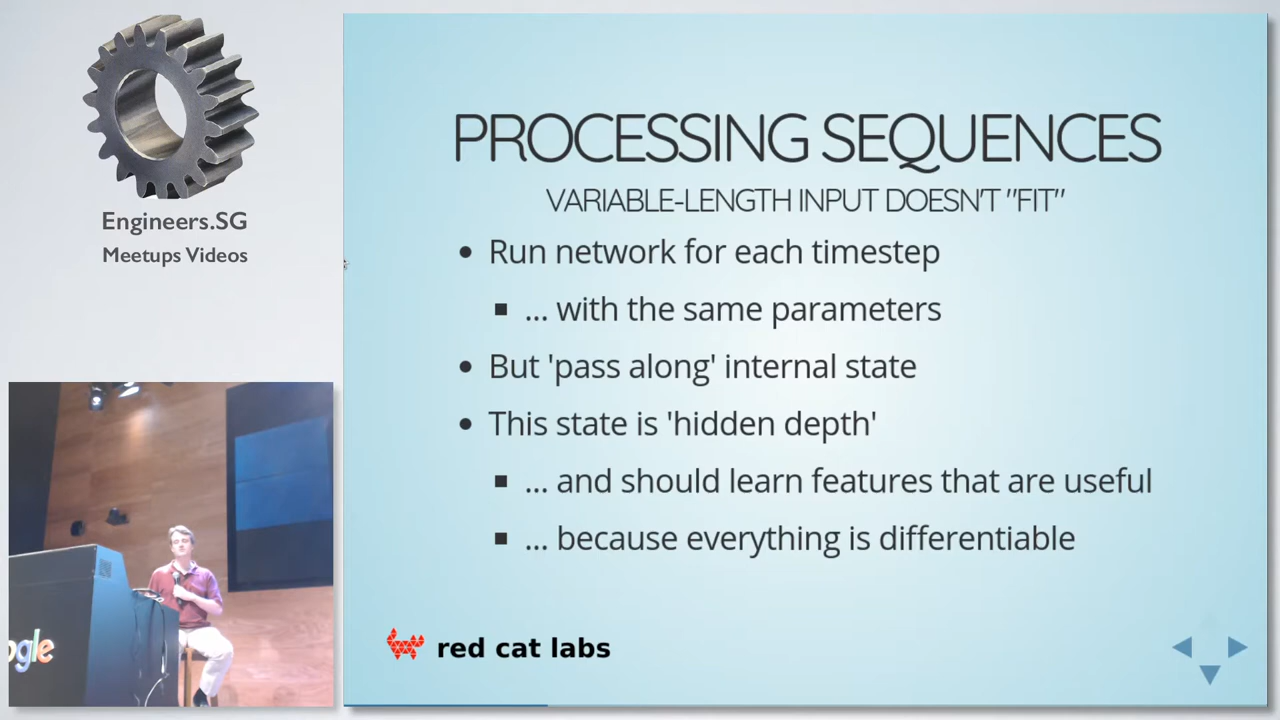 Engineers.SG
Meetups Videos
PROCESSING SEQUENCES
VARIABLE-LENGTH INPUT DOESN'T "FIT"
• Run network for each timestep
▪ ... with the same parameters
• But 'pass along' internal state
• This state is 'hidden depth'
▪ ... and should learn features that are useful
▪ ... because everything is differentiable
red cat labs
ogle